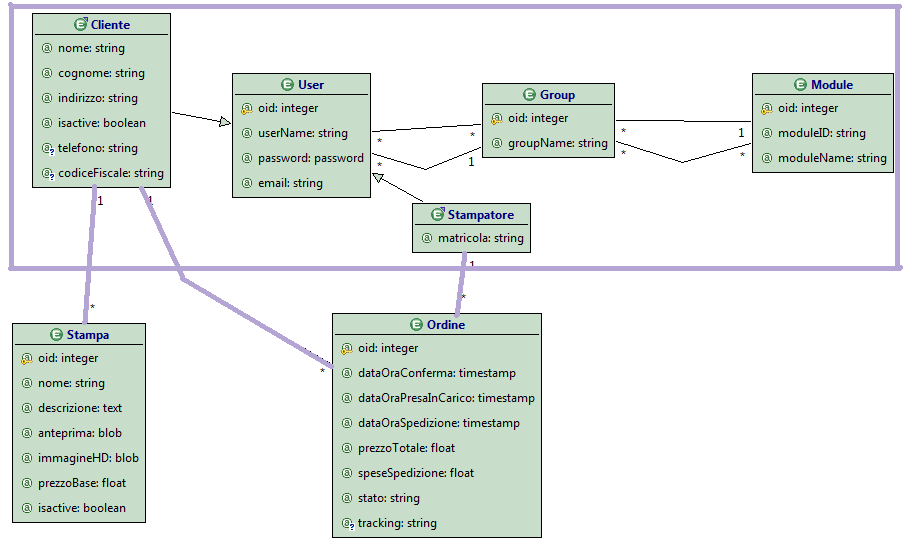 Cliente
nome: string
cognome: string
indirizzo: string
isactive: boolean
telefono: string
codiceFiscale: string
User
oid: integer
userName: string
password: password
email: string
Group
oid: integer
groupName: string
Module
oid: integer
moduleID: string
moduleName: string
*
*
*
1
*
1
*
*
Stampatore
matricola: string
1
1
1
*
*
*
Stampa
oid: integer
nome: string
descrizione: text
anteprima: blob
immagineHD: blob
prezzoBase: float
isactive: boolean
Ordine
oid: integer
dataOraConferma: timestamp
dataOraPresaInCarico: timestamp
dataOraSpedizione: timestamp
prezzoTotale: float
speseSpedizione: float
stato: string
tracking: string